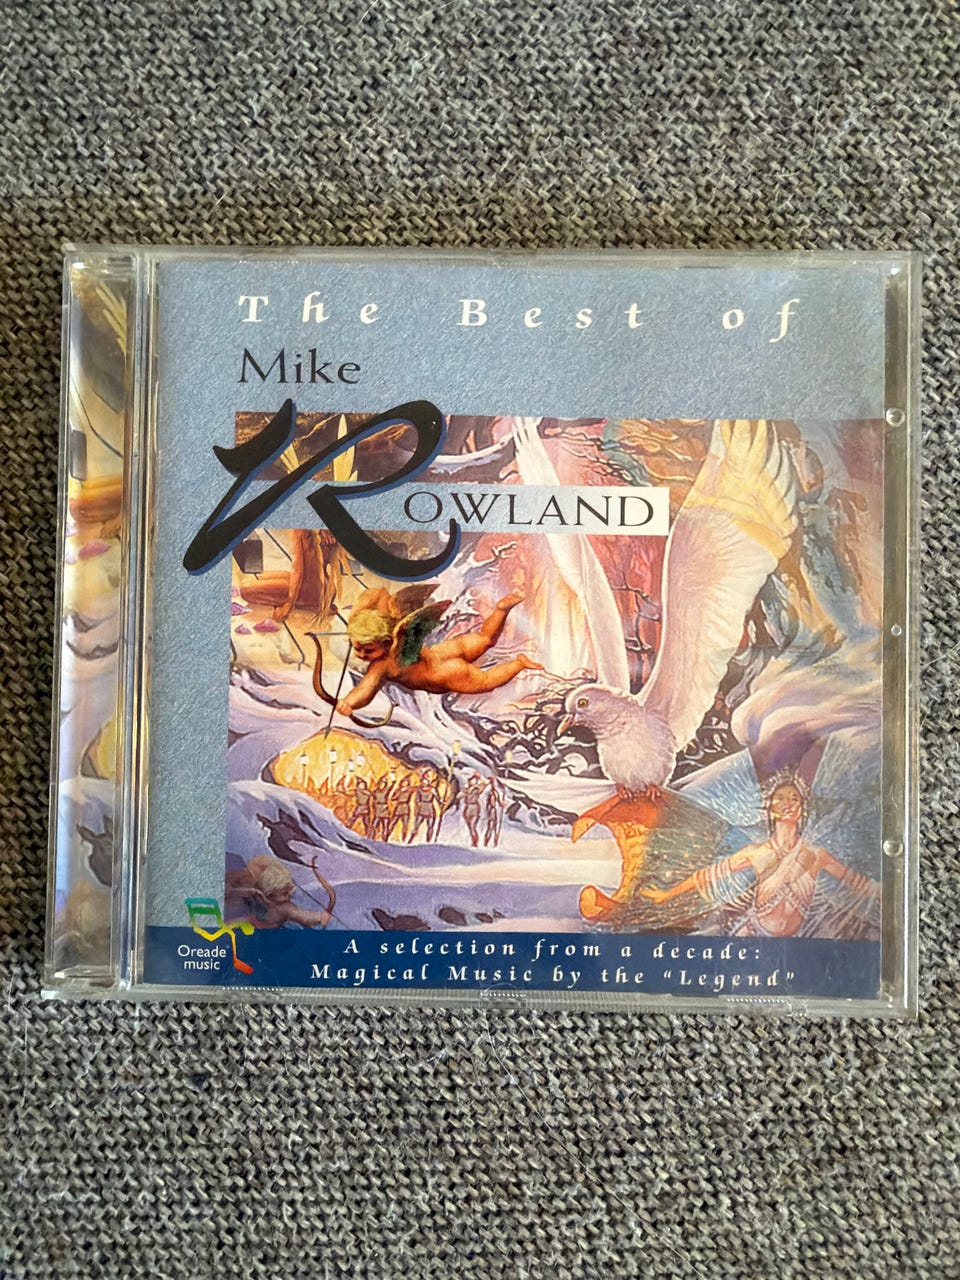 The Best of
Mike
ROWLAND
Oreade
music
A selection from a decade:
Magical Music by the "Legend"